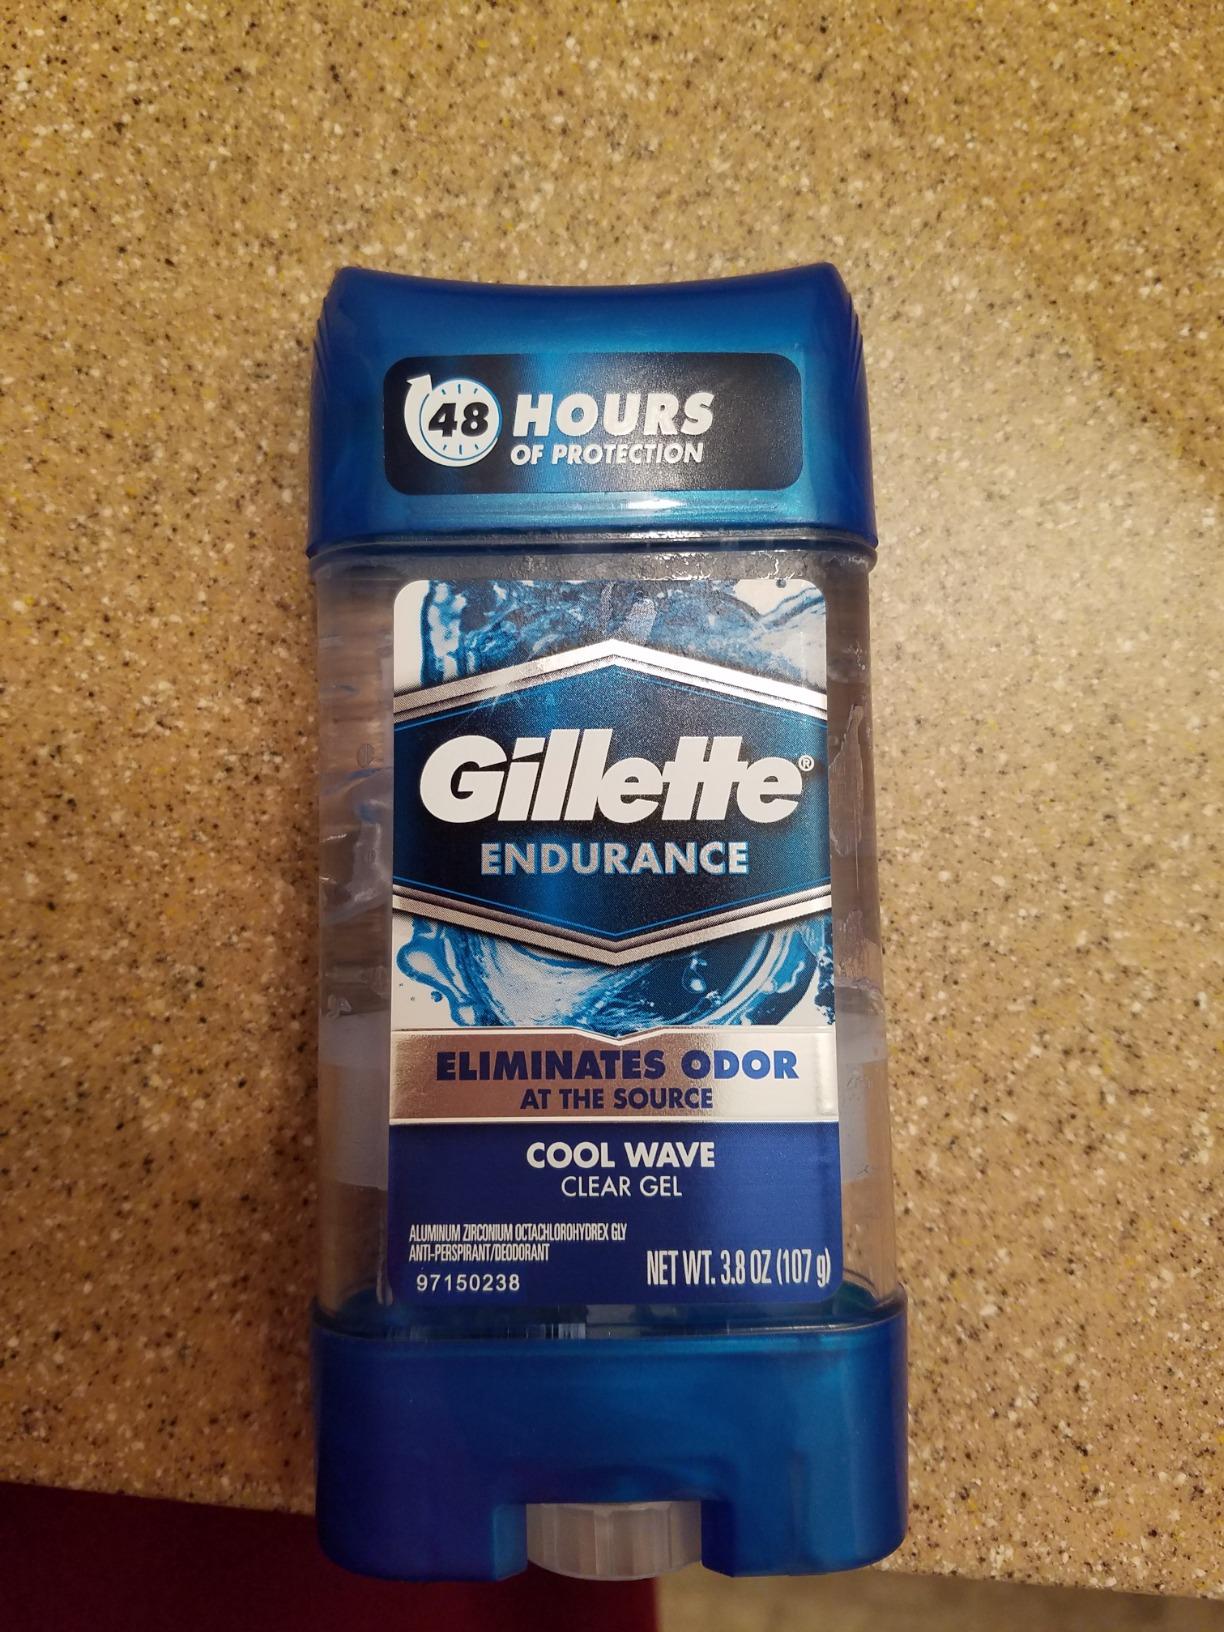 48 HOURS
OF PROTECTION
Gillette®
ENDURANCE
ELIMINATES ODOR
AT THE SOURCE
COOL WAVE
CLEAR GEL
ALUMINUM ZIRCONIUM OCTACHLOROHYDREX GLY
ANTI-PERSPIRANT/DEODORANT
97150238
NET WT. 3.8 OZ (107 g)